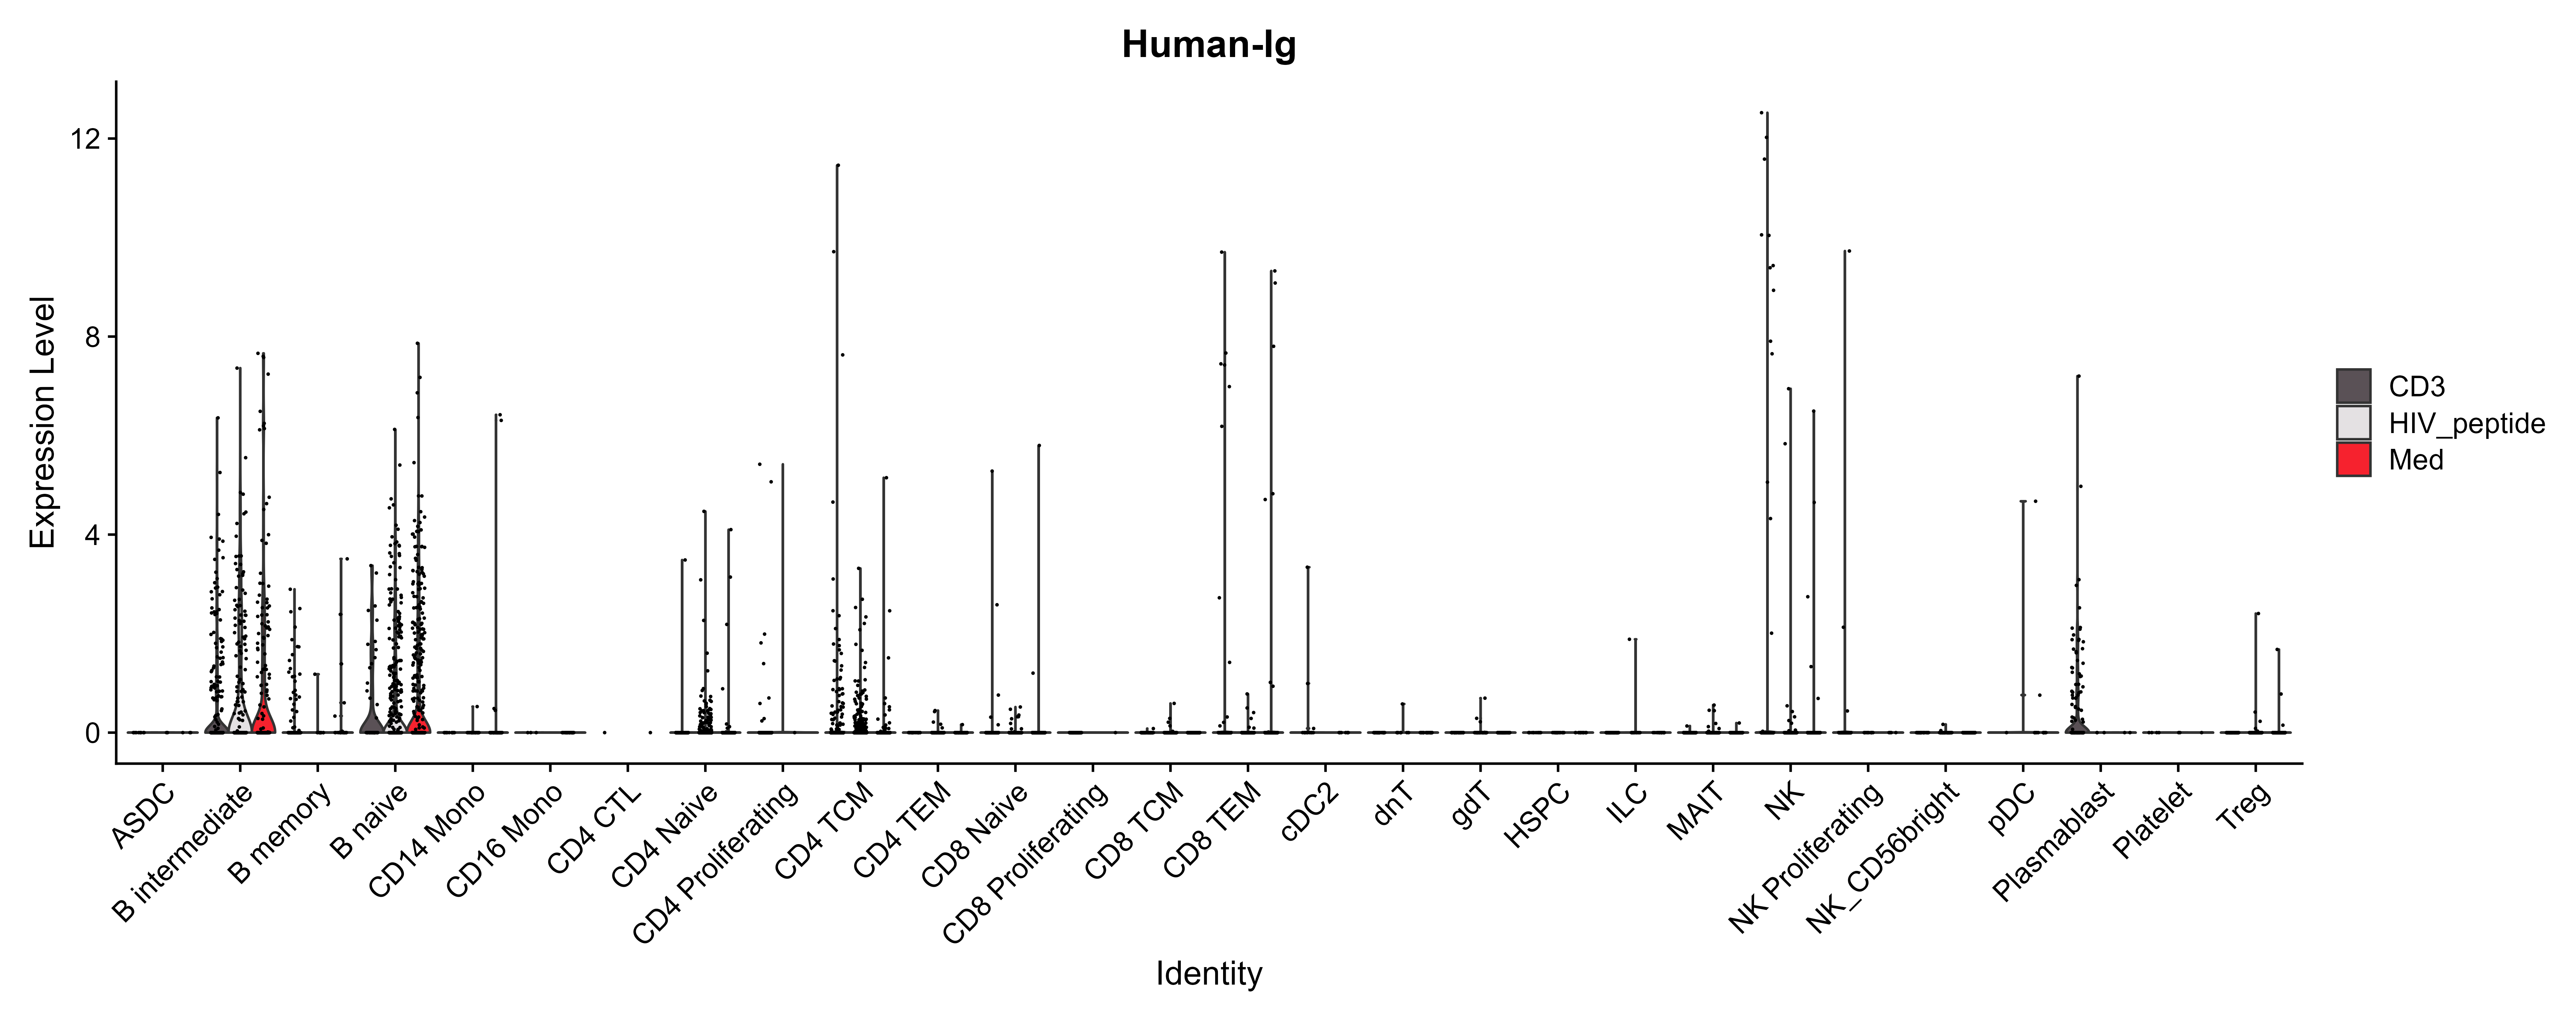 Human-Ig
Expression Level
12
8
4
0
CD3
HIV_peptide
Med
ASDC
B intermediate
B memory
B naive
CD14 Mono
CD16 Mono
CD4 CTL
CD4 Naive
CD4 Proliferating
CD4 TCM
CD4 TEM
CD8 Naive
CD8 Proliferating
CD8 TCM
CD8 TEM
cDC2
dnT
gdT
HSPC
ILC
MAIT
NK
NK Proliferating
NK_CD56bright
pDC
Plasmablast
Platelet
Treg
Identity